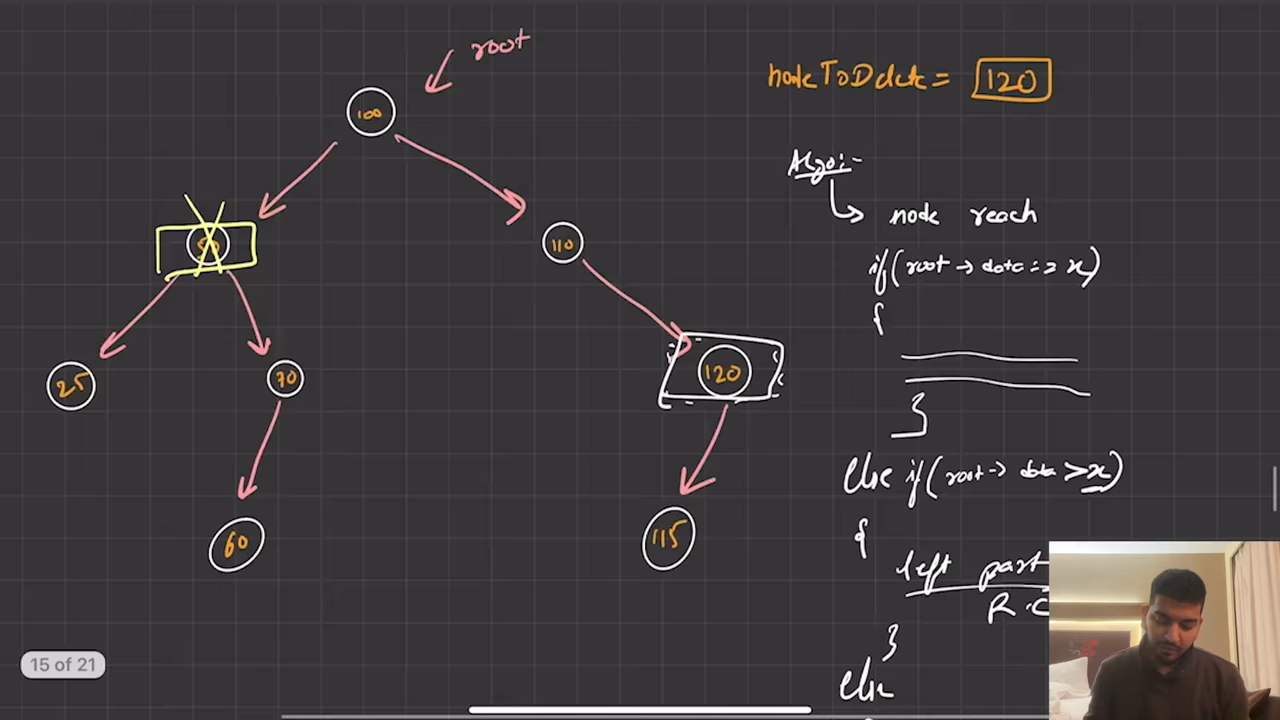 root
nodeToDelete = 120
100
Algo:-
node reach
50
110
if(root → data == x)
{
120
25
70
}
else if(root → data > x)
{
60
115
left part
R.C
}
15 of 21
else